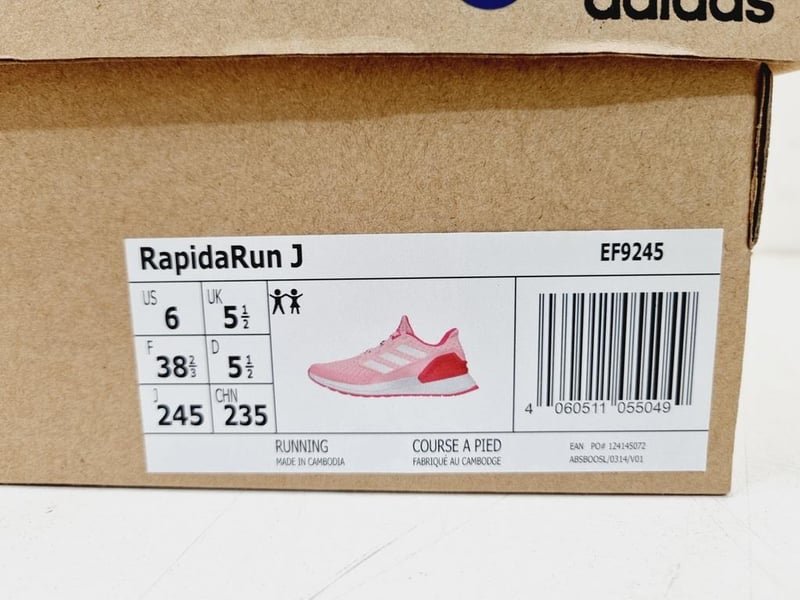 adidas
RapidaRun J EF9245
US 6 UK 5 1/2
F 38 2/3 D 5 1/2
J 245 CHN 235
4 060511 055049
RUNNING COURSE A PIED EAN PO# 124145072
MADE IN CAMBODIA FABRIQUÉ AU CAMBODGE ABSBOOSL/0314/V01